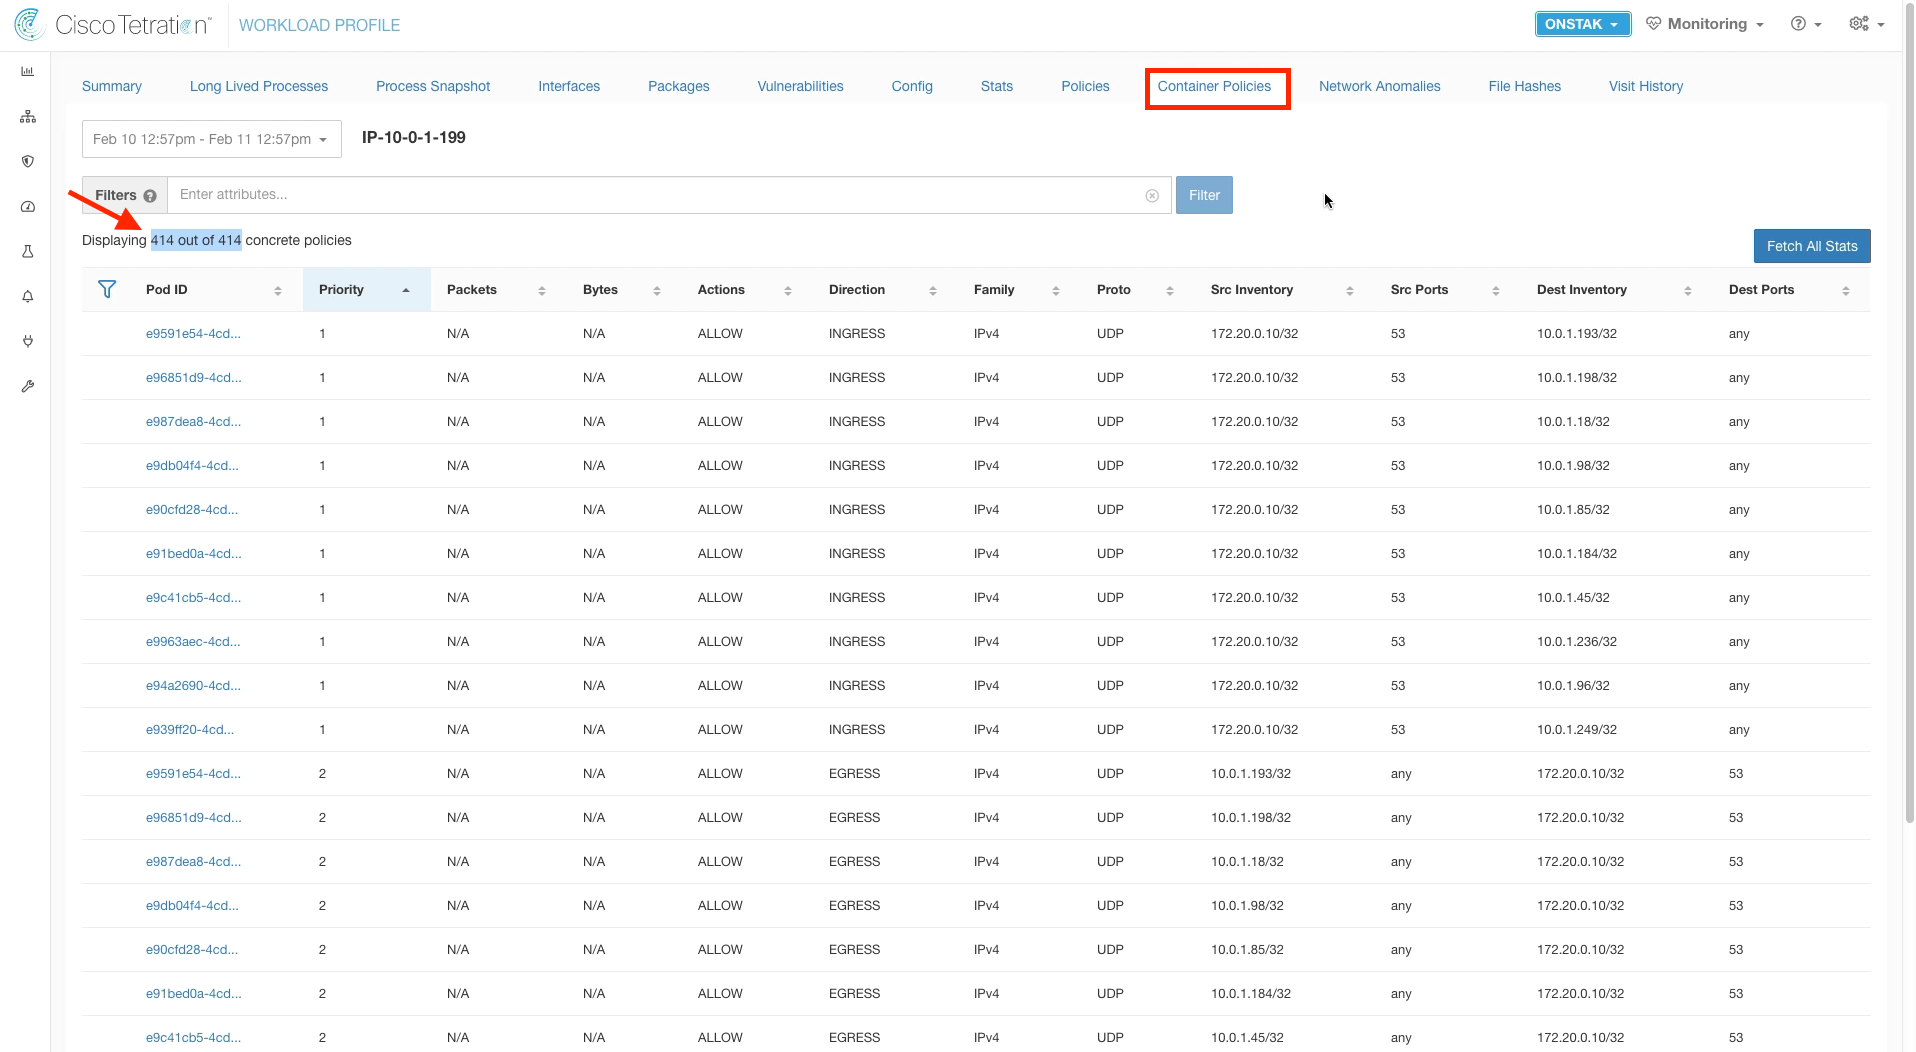 Cisco Tetration™ WORKLOAD PROFILE ONSTAK Monitoring
Summary Long Lived Processes Process Snapshot Interfaces Packages Vulnerabilities Config Stats Policies Container Policies Network Anomalies File Hashes Visit History
Feb 10 12:57pm - Feb 11 12:57pm IP-10-0-1-199
Filters Enter attributes... Filter
Displaying 414 out of 414 concrete policies
Fetch All Stats
Pod ID Priority Packets Bytes Actions Direction Family Proto Src Inventory Src Ports Dest Inventory Dest Ports
e9591e54-4cd... 1 N/A N/A ALLOW INGRESS IPv4 UDP 172.20.0.10/32 53 10.0.1.193/32 any
e96851d9-4cd... 1 N/A N/A ALLOW INGRESS IPv4 UDP 172.20.0.10/32 53 10.0.1.198/32 any
e987dea8-4cd... 1 N/A N/A ALLOW INGRESS IPv4 UDP 172.20.0.10/32 53 10.0.1.18/32 any
e9db04f4-4cd... 1 N/A N/A ALLOW INGRESS IPv4 UDP 172.20.0.10/32 53 10.0.1.98/32 any
e90cfd28-4cd... 1 N/A N/A ALLOW INGRESS IPv4 UDP 172.20.0.10/32 53 10.0.1.85/32 any
e91bed0a-4cd... 1 N/A N/A ALLOW INGRESS IPv4 UDP 172.20.0.10/32 53 10.0.1.184/32 any
e9c41cb5-4cd... 1 N/A N/A ALLOW INGRESS IPv4 UDP 172.20.0.10/32 53 10.0.1.45/32 any
e9963aec-4cd... 1 N/A N/A ALLOW INGRESS IPv4 UDP 172.20.0.10/32 53 10.0.1.236/32 any
e94a2690-4cd... 1 N/A N/A ALLOW INGRESS IPv4 UDP 172.20.0.10/32 53 10.0.1.96/32 any
e939ff20-4cd... 1 N/A N/A ALLOW INGRESS IPv4 UDP 172.20.0.10/32 53 10.0.1.249/32 any
e9591e54-4cd... 2 N/A N/A ALLOW EGRESS IPv4 UDP 10.0.1.193/32 any 172.20.0.10/32 53
e96851d9-4cd... 2 N/A N/A ALLOW EGRESS IPv4 UDP 10.0.1.198/32 any 172.20.0.10/32 53
e987dea8-4cd... 2 N/A N/A ALLOW EGRESS IPv4 UDP 10.0.1.18/32 any 172.20.0.10/32 53
e9db04f4-4cd... 2 N/A N/A ALLOW EGRESS IPv4 UDP 10.0.1.98/32 any 172.20.0.10/32 53
e90cfd28-4cd... 2 N/A N/A ALLOW EGRESS IPv4 UDP 10.0.1.85/32 any 172.20.0.10/32 53
e91bed0a-4cd... 2 N/A N/A ALLOW EGRESS IPv4 UDP 10.0.1.184/32 any 172.20.0.10/32 53
e9c41cb5-4cd... 2 N/A N/A ALLOW EGRESS IPv4 UDP 10.0.1.45/32 any 172.20.0.10/32 53